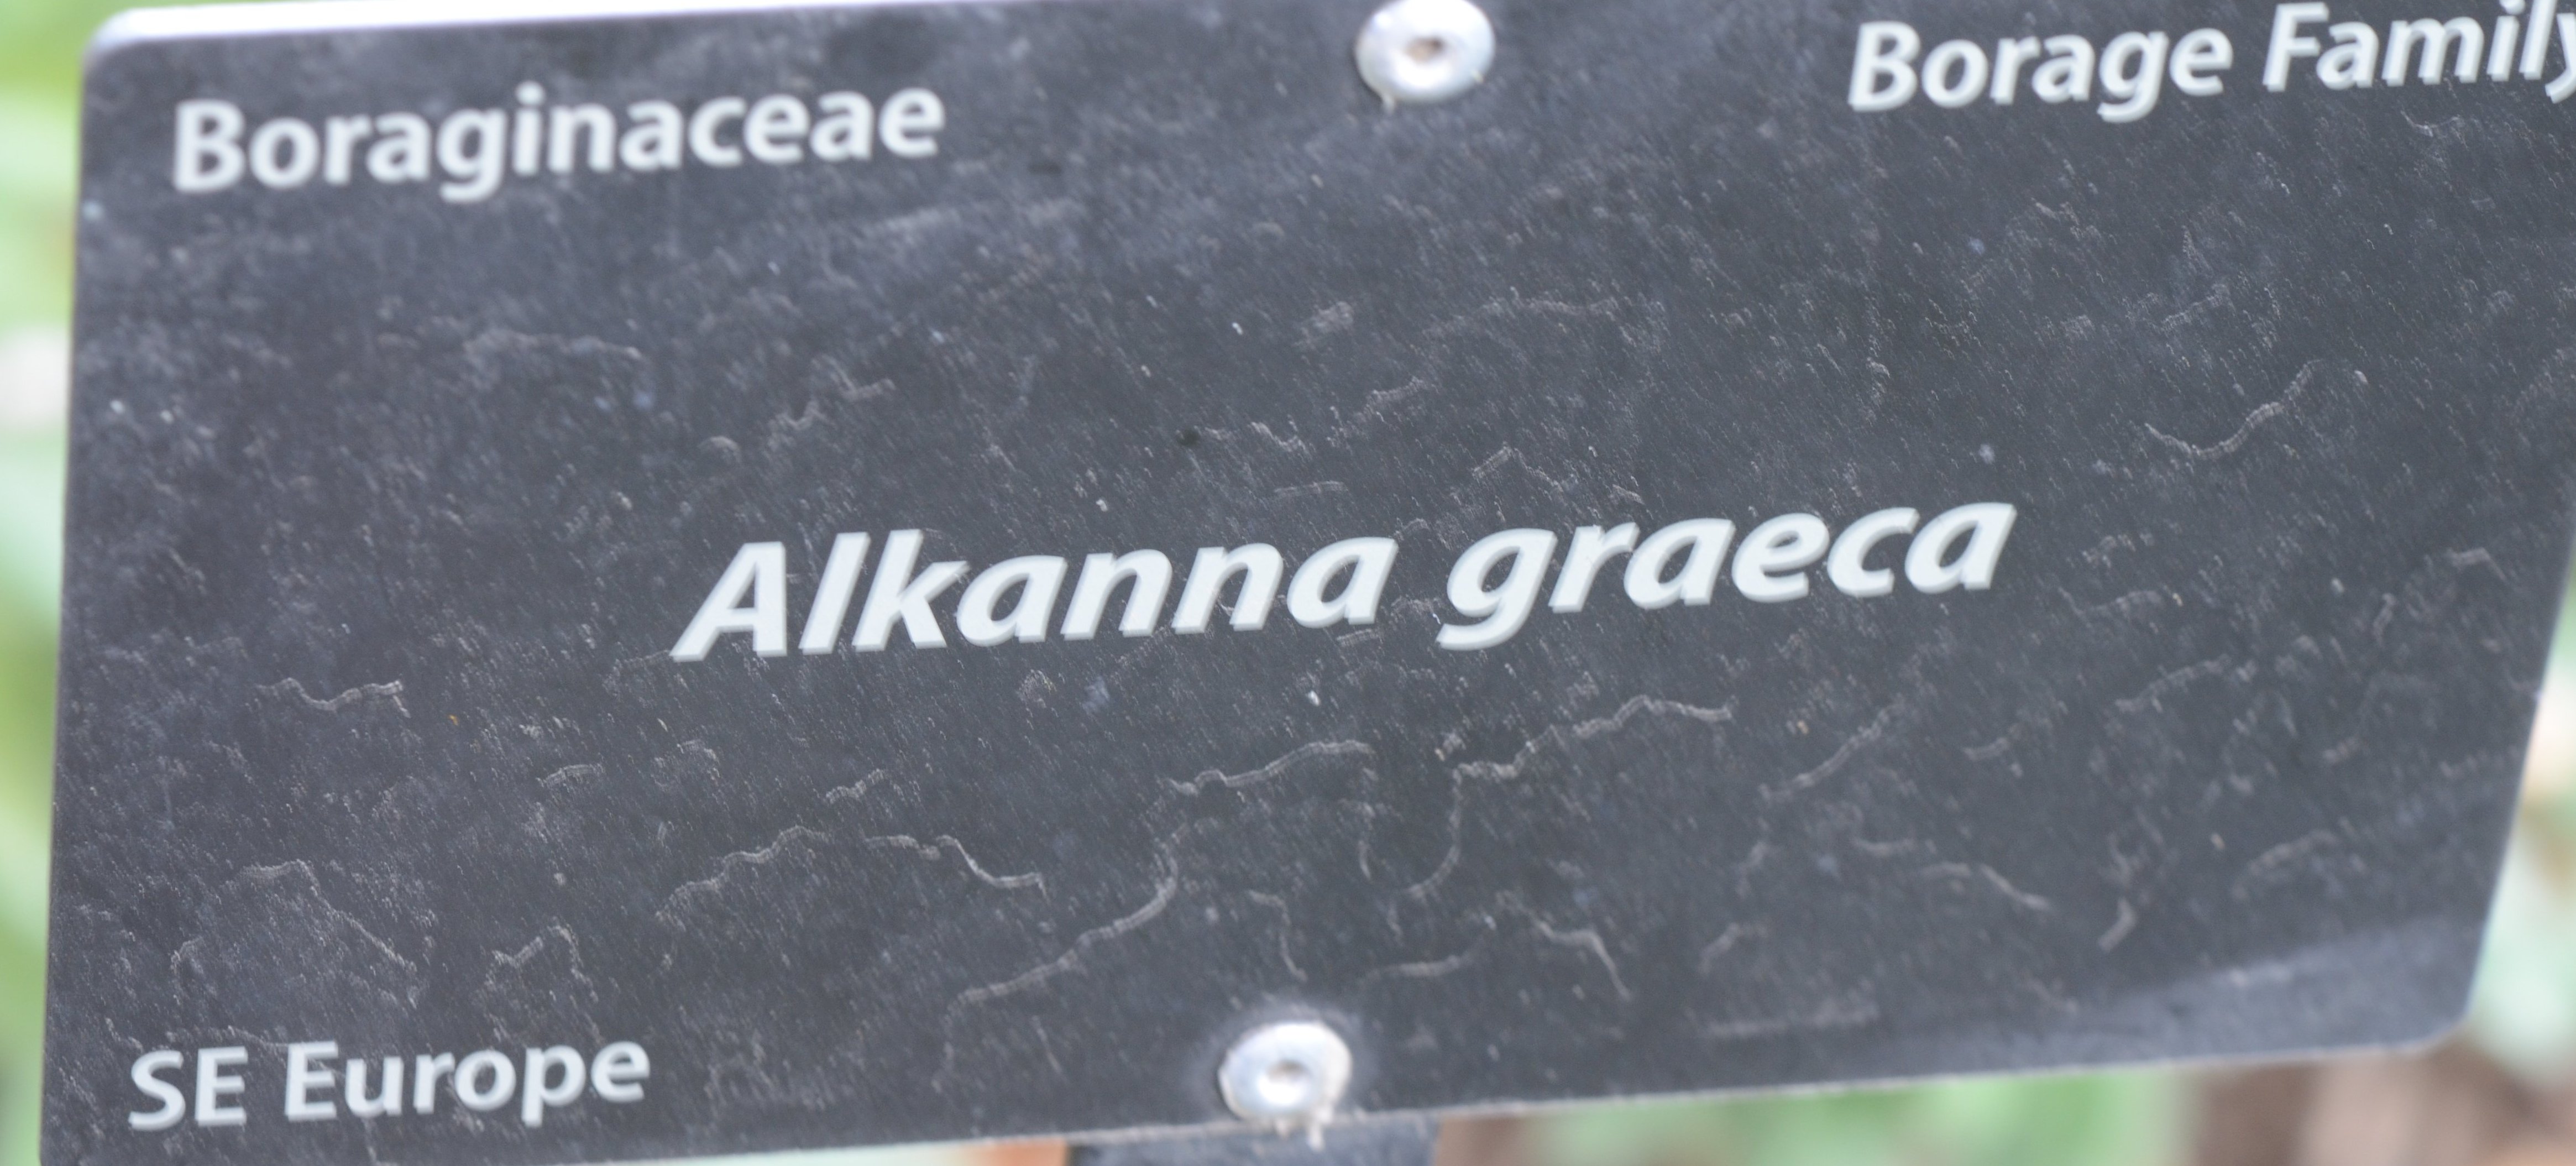 Boraginaceae
Borage Family
Alkanna graeca
SE Europe